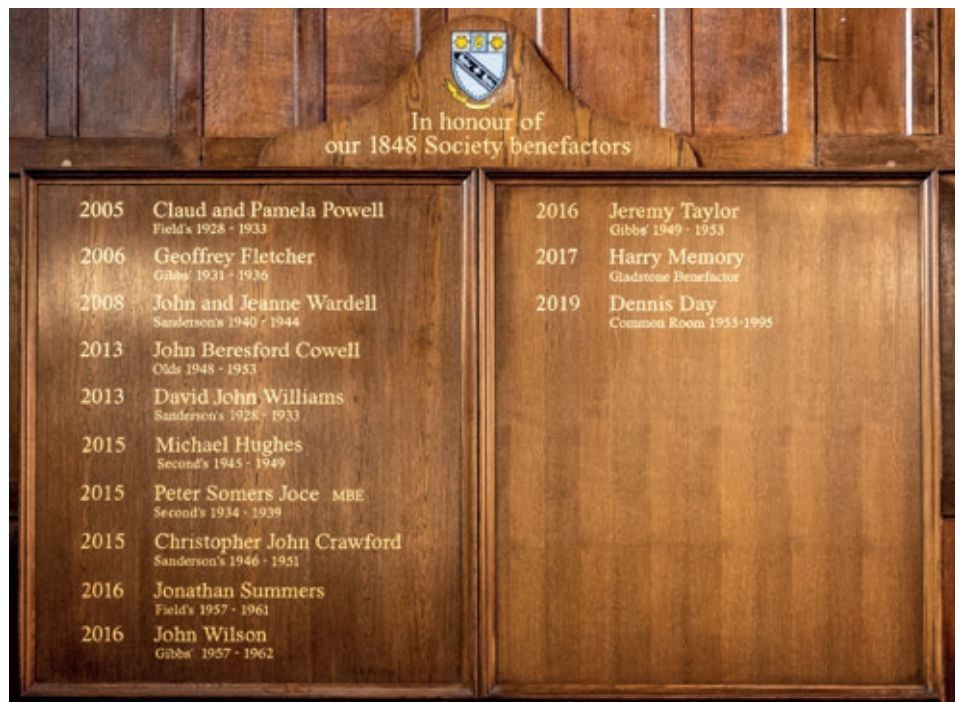 In honour of
our 1848 Society benefactors
2005 Claud and Pamela Powell
Field's 1928 - 1933
2006 Geoffrey Fletcher
Gibbs' 1931 - 1936
2008 John and Jeanne Wardell
Sanderson's 1940 - 1944
2013 John Beresford Cowell
Olds 1948 - 1953
2013 David John Williams
Sanderson's 1928 - 1933
2015 Michael Hughes
Second's 1945 - 1949
2015 Peter Somers Joce MBE
Second's 1934 - 1939
2015 Christopher John Crawford
Sanderson's 1946 - 1951
2016 Jonathan Summers
Field's 1957 - 1961
2016 John Wilson
Gibbs' 1957 - 1962
2016 Jeremy Taylor
Gibbs' 1949 - 1953
2017 Harry Memory
Gladstone Benefactor
2019 Dennis Day
Common Room 1955-1995